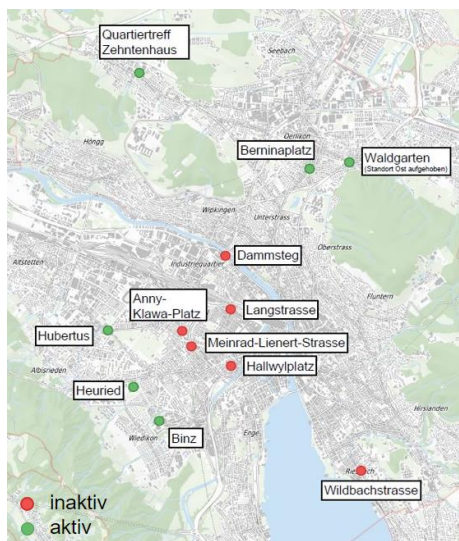 Quartiertreff
Zehntenhaus
Seebach
Oerlikon
Höngg
Berninaplatz
Waldgarten
(Standort Ost aufgehoben)
Wipkingen
Unterstrass
Oberstrass
Dammsteg
Industriequartier
Altstetten
Fluntern
Anny-
Klawa-Platz
Langstrasse
Hubertus
Meinrad-Lienert-Strasse
Albisrieden
Hallwylplatz
Heuried
Hirslanden
Binz
Wiedikon
Enge
Wildbachstrasse
inaktiv
aktiv